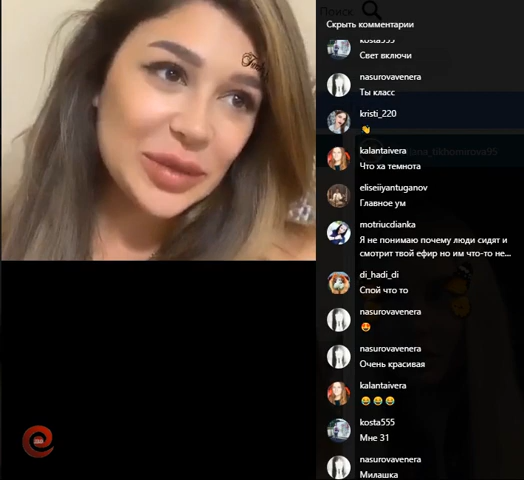 Поиск
Скрыть комментарии
kosta555
Свет включи
nasurovavenera
Ты класс
kristi_220
👏
kalantaivera
Что ха темнота
eliseiiyantuganov
Главное ум
motriucdianka
Я не понимаю почему люди сидят и
смотрит твой ефир но им что-то не...
di_hadi_di
Спой что то
nasurovavenera
😍
nasurovavenera
Очень красивая
kalantaivera
😂😂😂
kosta555
Мне 31
nasurovavenera
Милашка